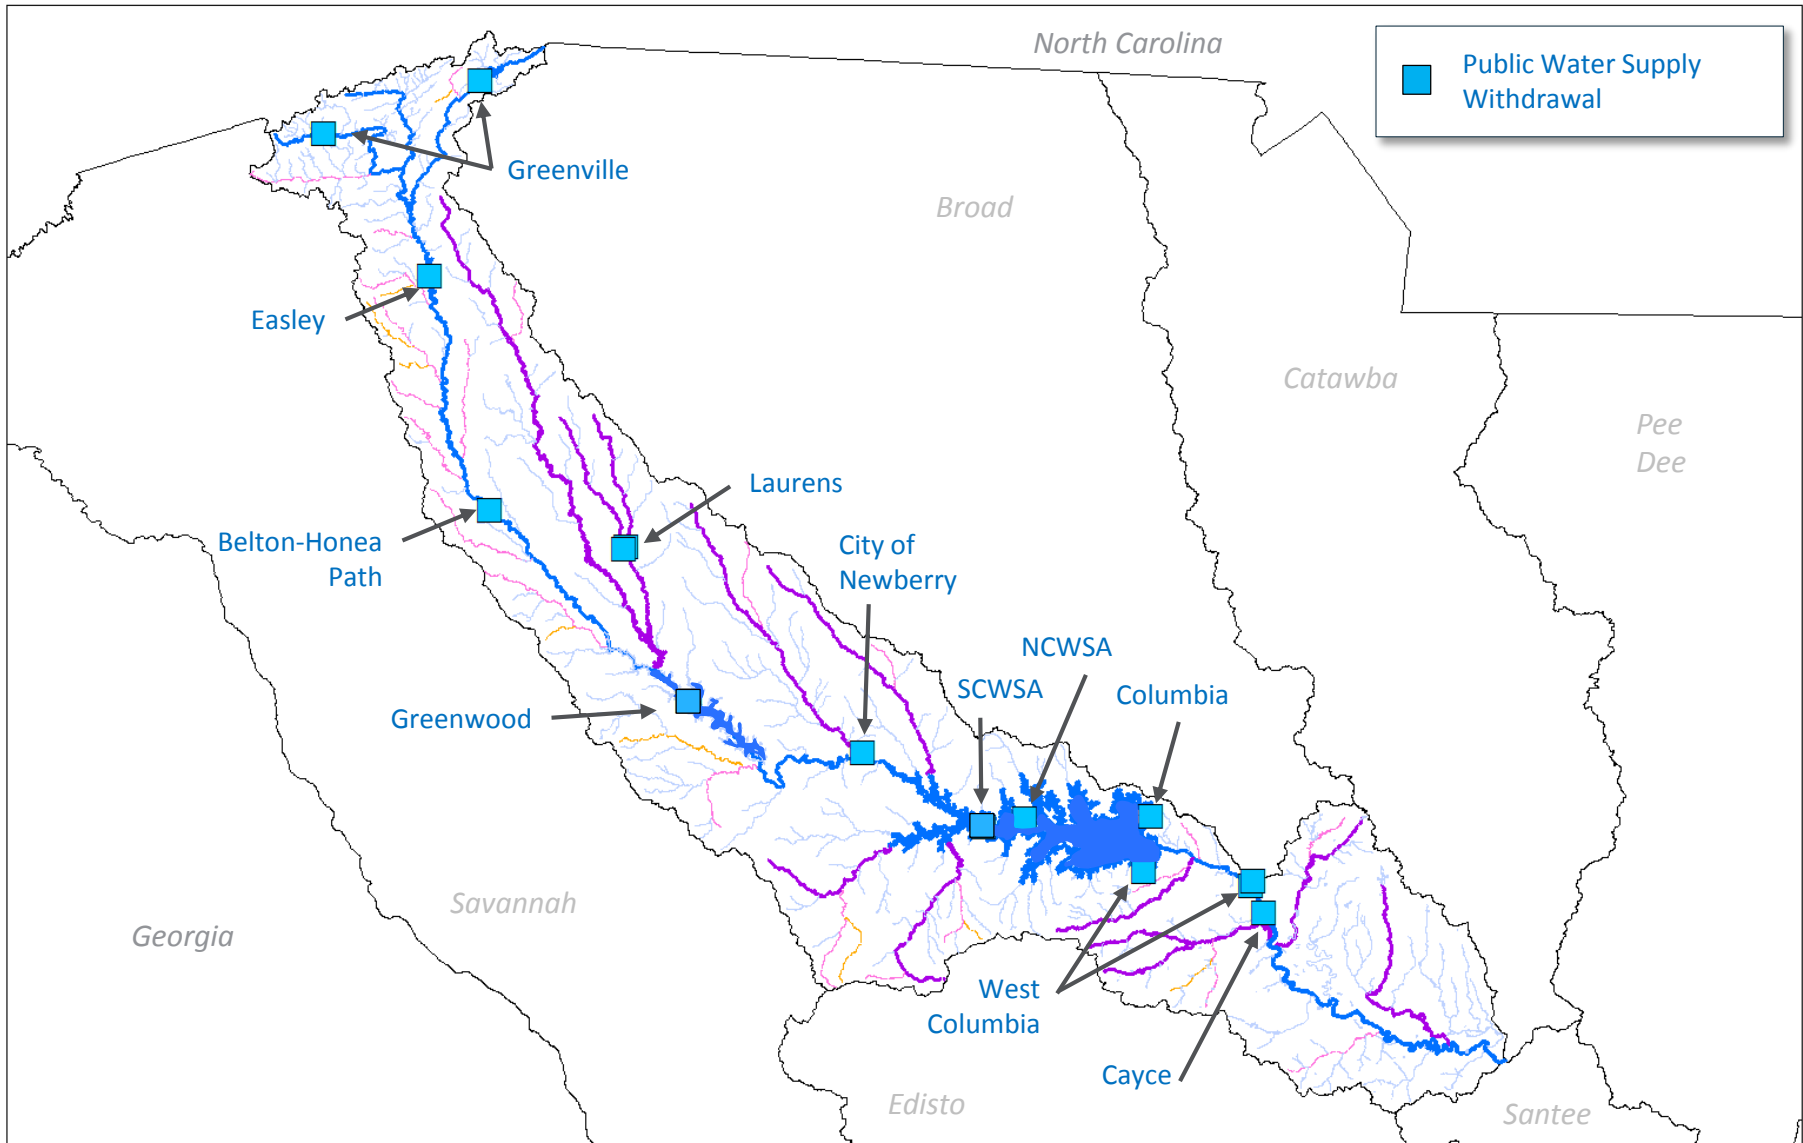 North Carolina
Public Water Supply
Withdrawal
Greenville
Broad
Easley
Catawba
Pee
Dee
Laurens
Belton-Honea
Path
City of
Newberry
NCWSA
SCWSA
Columbia
Greenwood
Savannah
Georgia
West
Columbia
Cayce
Edisto
Santee